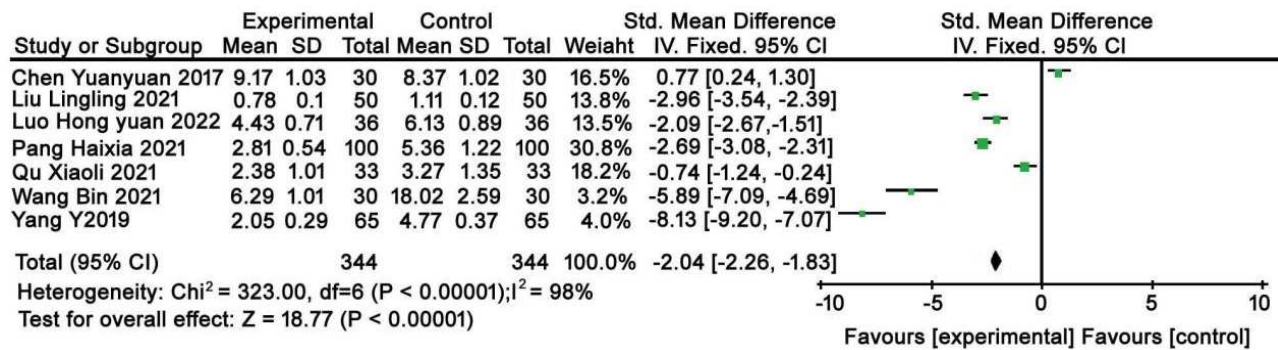 Experimental Control Std. Mean Difference Std. Mean Difference
Study or Subgroup Mean SD Total Mean SD Total Weiaht IV. Fixed. 95% CI IV. Fixed. 95% CI
Chen Yuanyuan 2017 9.17 1.03 30 8.37 1.02 30 16.5% 0.77 [0.24, 1.30]
Liu Lingling 2021 0.78 0.1 50 1.11 0.12 50 13.8% -2.96 [-3.54, -2.39]
Luo Hong yuan 2022 4.43 0.71 36 6.13 0.89 36 13.5% -2.09 [-2.67,-1.51]
Pang Haixia 2021 2.81 0.54 100 5.36 1.22 100 30.8% -2.69 [-3.08, -2.31]
Qu Xiaoli 2021 2.38 1.01 33 3.27 1.35 33 18.2% -0.74 [-1.24, -0.24]
Wang Bin 2021 6.29 1.01 30 18.02 2.59 30 3.2% -5.89 [-7.09, -4.69]
Yang Y2019 2.05 0.29 65 4.77 0.37 65 4.0% -8.13 [-9.20, -7.07]
Total (95% CI) 344 344 100.0% -2.04 [-2.26, -1.83]
Heterogeneity: Chi² = 323.00, df=6 (P < 0.00001);I² = 98%
Test for overall effect: Z = 18.77 (P < 0.00001)
-10 -5 0 5 10
Favours [experimental] Favours [control]